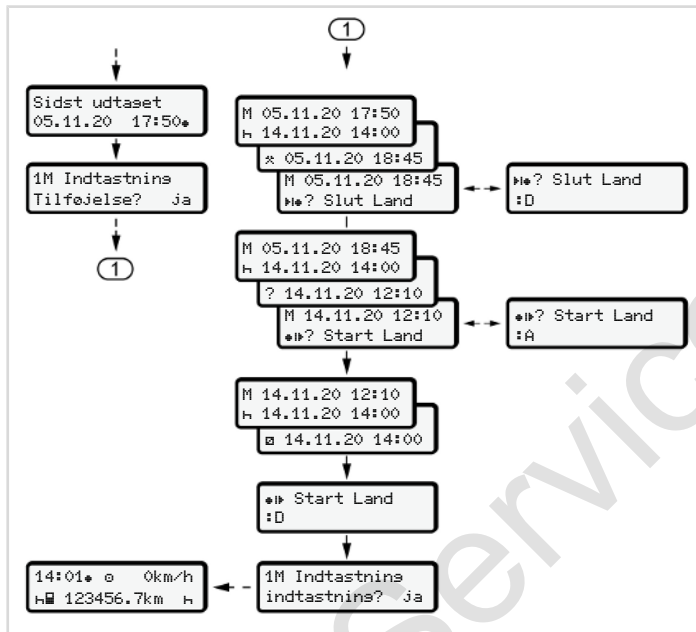 1
Sidst udtaget
05.11.20 17:50●
1M Indtastning
Tilføjelse? ja
1
M 05.11.20 17:50
14.11.20 14:00
05.11.20 18:45
M 05.11.20 18:45
? Slut Land
? Slut Land
:D
M 05.11.20 18:45
14.11.20 14:00
? 14.11.20 12:10
M 14.11.20 12:10
? Start Land
? Start Land
:A
M 14.11.20 12:10
14.11.20 14:00
14.11.20 14:00
Start Land
:D
1M Indtastning
indtastning? ja
14:01● 0km/h
123456.7km
Service